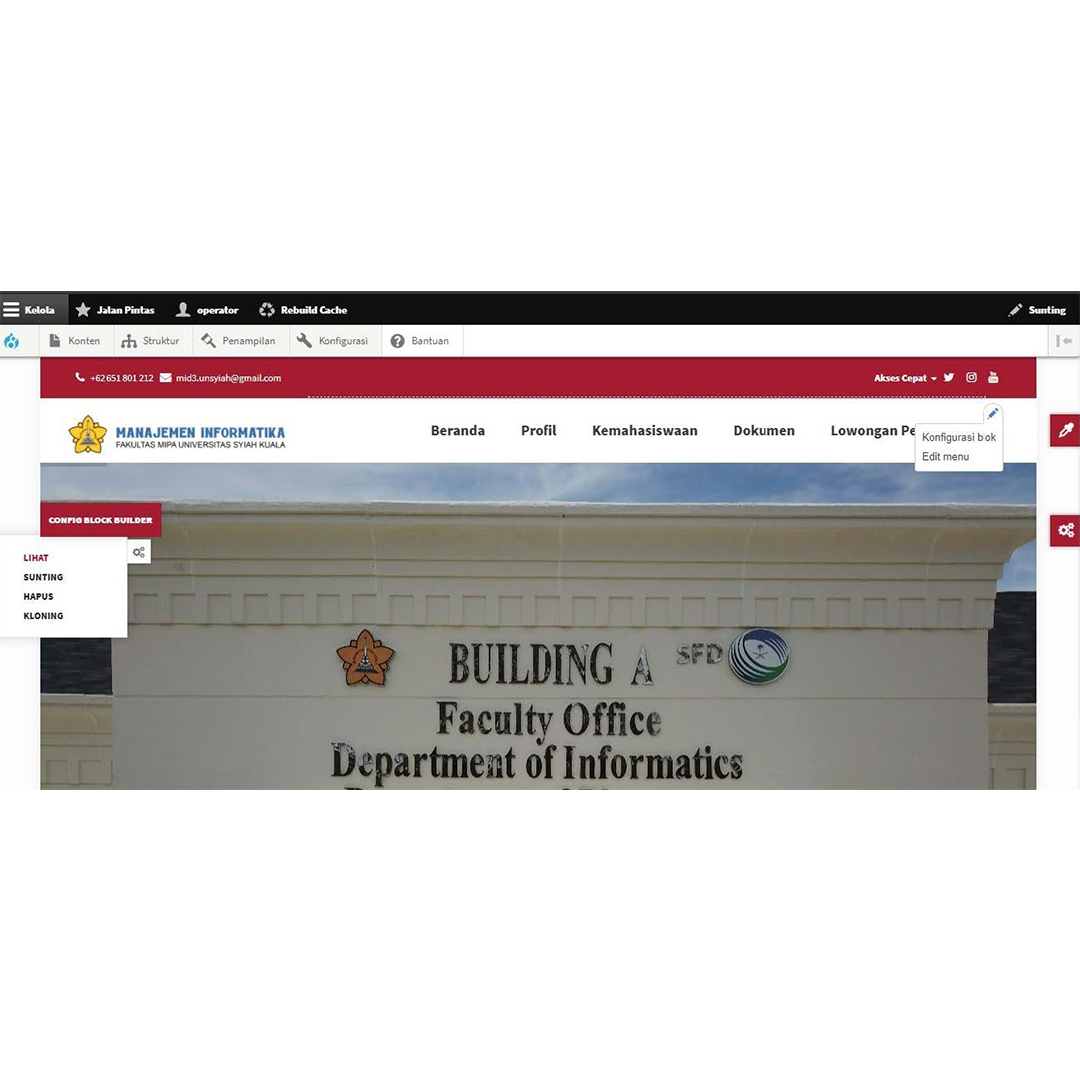 Kelola Jalan Pintas operator Rebuild Cache Sunting
Konten Struktur Penampilan Konfigurasi Bantuan
+62 651 801 212 mid3.unsyiah@gmail.com Akses Cepat
MANAJEMEN INFORMATIKA
FAKULTAS MIPA UNIVERSITAS SYIAH KUALA
Beranda Profil Kemahasiswaan Dokumen Lowongan Pe
Konfigurasi blok
Edit menu
CONFIG BLOCK BUILDER
LIHAT
SUNTING
HAPUS
KLONING
BUILDING A SFD
Faculty Office
Department of Informatics